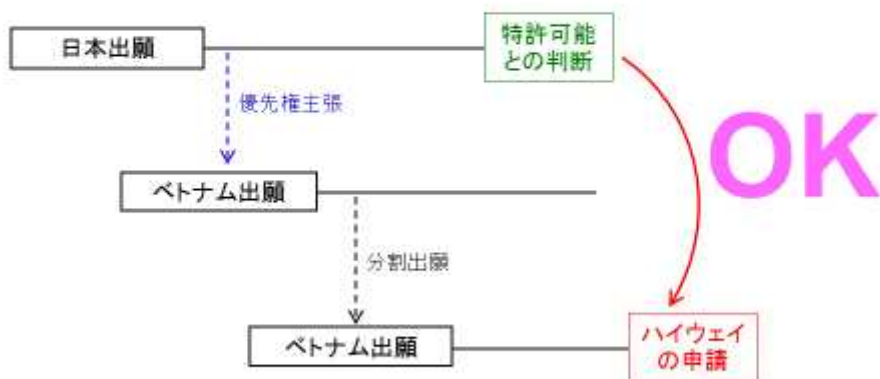 日本出願
特許可能
との判断
優先権主張
OK
ベトナム出願
分割出願
ベトナム出願
ハイウェイ
の申請